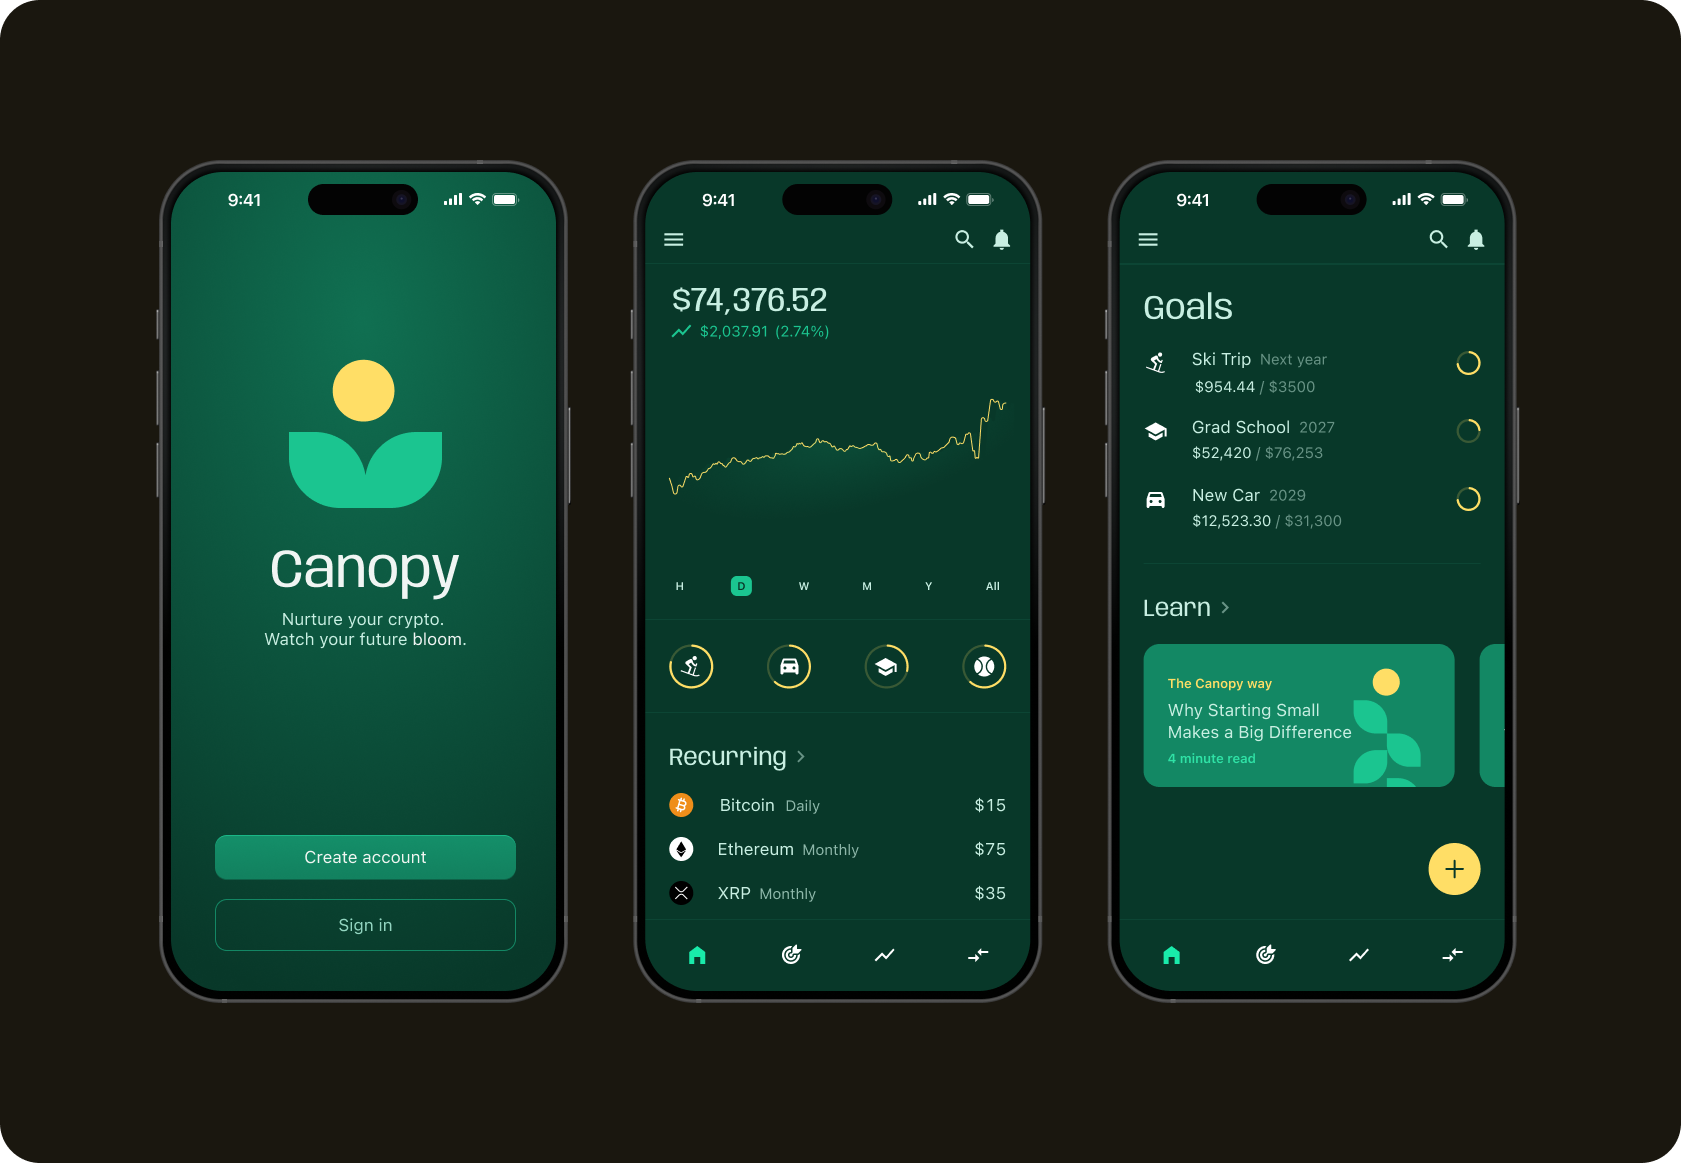 9:41
Canopy
Nurture your crypto.
Watch your future bloom.
Create account
Sign in
9:41
$74,376.52
$2,037.91 (2.74%)
H D W M Y All
Recurring
Bitcoin Daily $15
Ethereum Monthly $75
XRP Monthly $35
9:41
Goals
Ski Trip Next year
$954.44 / $3500
Grad School 2027
$52,420 / $76,253
New Car 2029
$12,523.30 / $31,300
Learn
The Canopy way
Why Starting Small
Makes a Big Difference
4 minute read